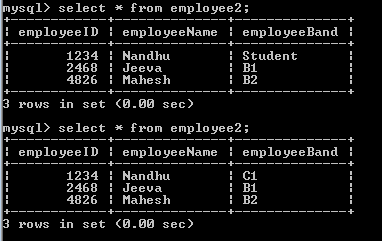 mysql> select * from employee2;
+------------+--------------+--------------+
| employeeID | employeeName | employeeBand |
+------------+--------------+--------------+
|       1234 | Nandhu       | Student      |
|       2468 | Jeeva        | B1           |
|       4826 | Mahesh       | B2           |
+------------+--------------+--------------+
3 rows in set (0.00 sec)
mysql> select * from employee2;
+------------+--------------+--------------+
| employeeID | employeeName | employeeBand |
+------------+--------------+--------------+
|       1234 | Nandhu       | C1           |
|       2468 | Jeeva        | B1           |
|       4826 | Mahesh       | B2           |
+------------+--------------+--------------+
3 rows in set (0.00 sec)